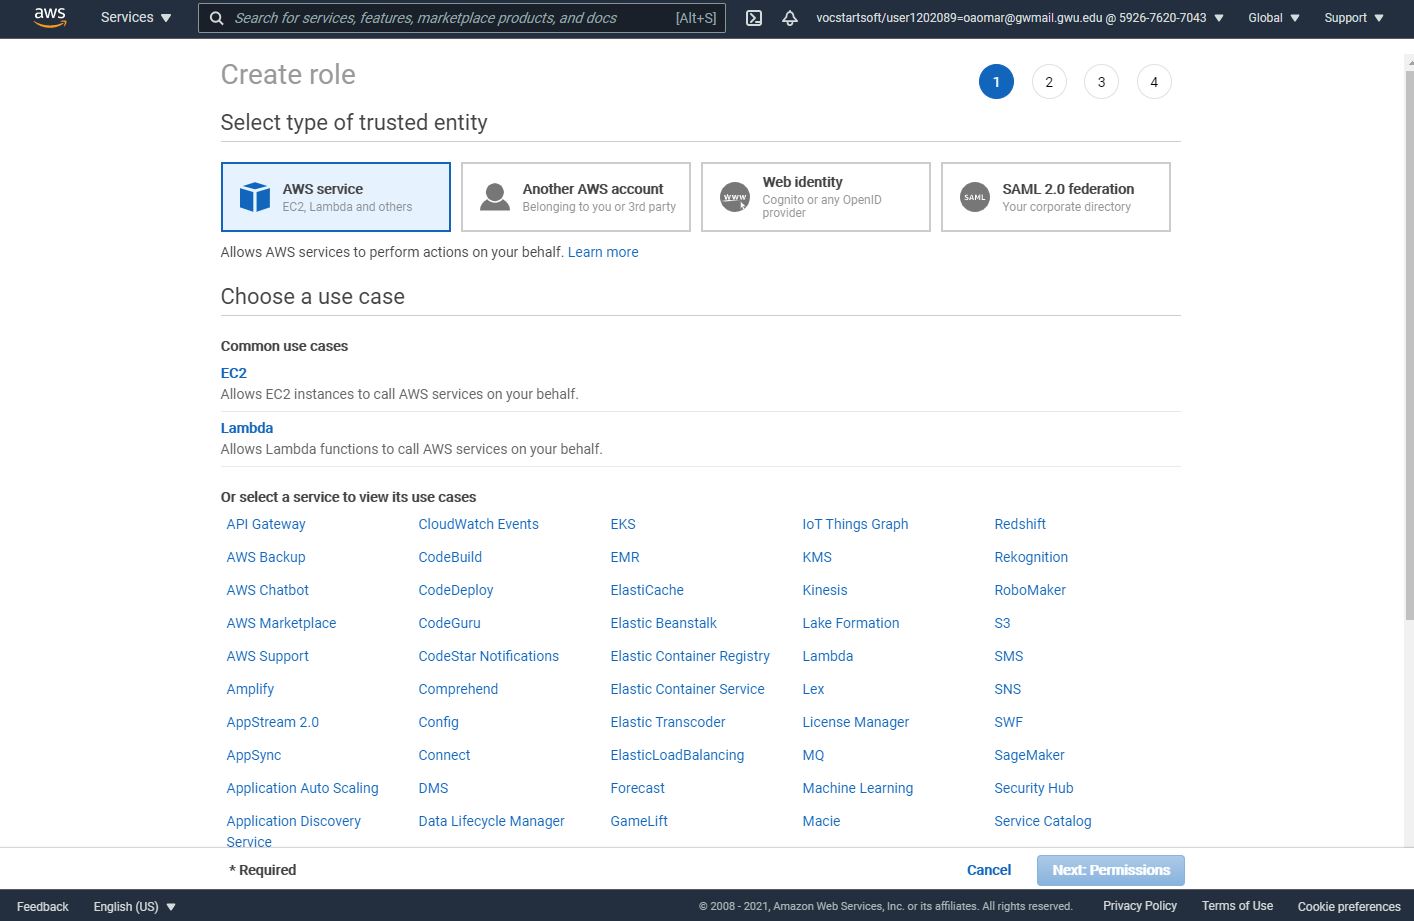 aws
Services
Search for services, features, marketplace products, and docs [Alt+S]
vocstartsoft/user1202089=oaomar@gwmail.gwu.edu @ 5926-7620-7043
Global
Support
Create role
1 2 3 4
Select type of trusted entity
AWS service
EC2, Lambda and others
Another AWS account
Belonging to you or 3rd party
www
Web identity
Cognito or any OpenID
provider
SAML
SAML 2.0 federation
Your corporate directory
Allows AWS services to perform actions on your behalf. Learn more
Choose a use case
Common use cases
EC2
Allows EC2 instances to call AWS services on your behalf.
Lambda
Allows Lambda functions to call AWS services on your behalf.
Or select a service to view its use cases
API Gateway CloudWatch Events EKS IoT Things Graph Redshift
AWS Backup CodeBuild EMR KMS Rekognition
AWS Chatbot CodeDeploy ElastiCache Kinesis RoboMaker
AWS Marketplace CodeGuru Elastic Beanstalk Lake Formation S3
AWS Support CodeStar Notifications Elastic Container Registry Lambda SMS
Amplify Comprehend Elastic Container Service Lex SNS
AppStream 2.0 Config Elastic Transcoder License Manager SWF
AppSync Connect ElasticLoadBalancing MQ SageMaker
Application Auto Scaling DMS Forecast Machine Learning Security Hub
Application Discovery Data Lifecycle Manager GameLift Macie Service Catalog
Service
* Required
Cancel
Next: Permissions
Feedback English (US)
© 2008 - 2021, Amazon Web Services, Inc. or its affiliates. All rights reserved. Privacy Policy Terms of Use Cookie preferences